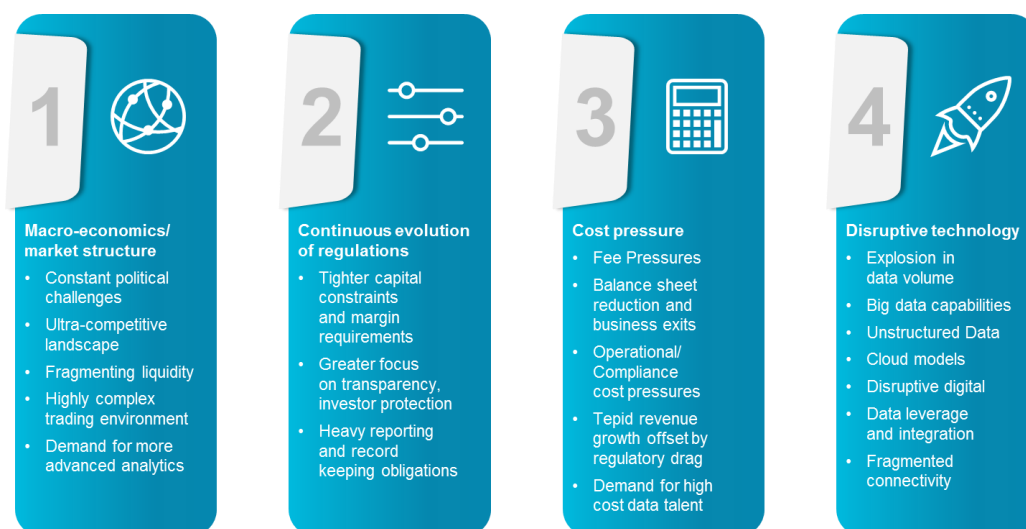 1
Macro-economics/
market structure
• Constant political
challenges
• Ultra-competitive
landscape
• Fragmenting liquidity
• Highly complex
trading environment
• Demand for more
advanced analytics
2
Continuous evolution
of regulations
• Tighter capital
constraints
and margin
requirements
• Greater focus
on transparency,
investor protection
• Heavy reporting
and record
keeping obligations
3
Cost pressure
• Fee Pressures
• Balance sheet
reduction and
business exits
• Operational/
Compliance
cost pressures
• Tepid revenue
growth offset by
regulatory drag
• Demand for high
cost data talent
4
Disruptive technology
• Explosion in
data volume
• Big data capabilities
• Unstructured Data
• Cloud models
• Disruptive digital
• Data leverage
and integration
• Fragmented
connectivity